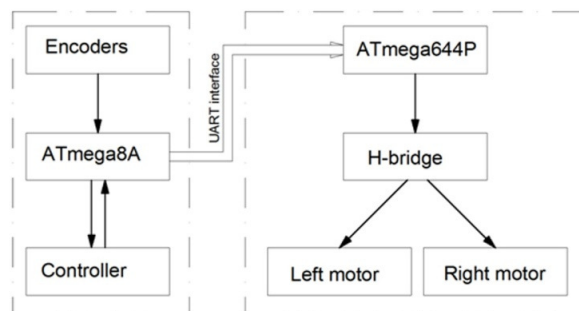 Encoders
ATmega8A
Controller
UART interface
ATmega644P
H-bridge
Left motor
Right motor